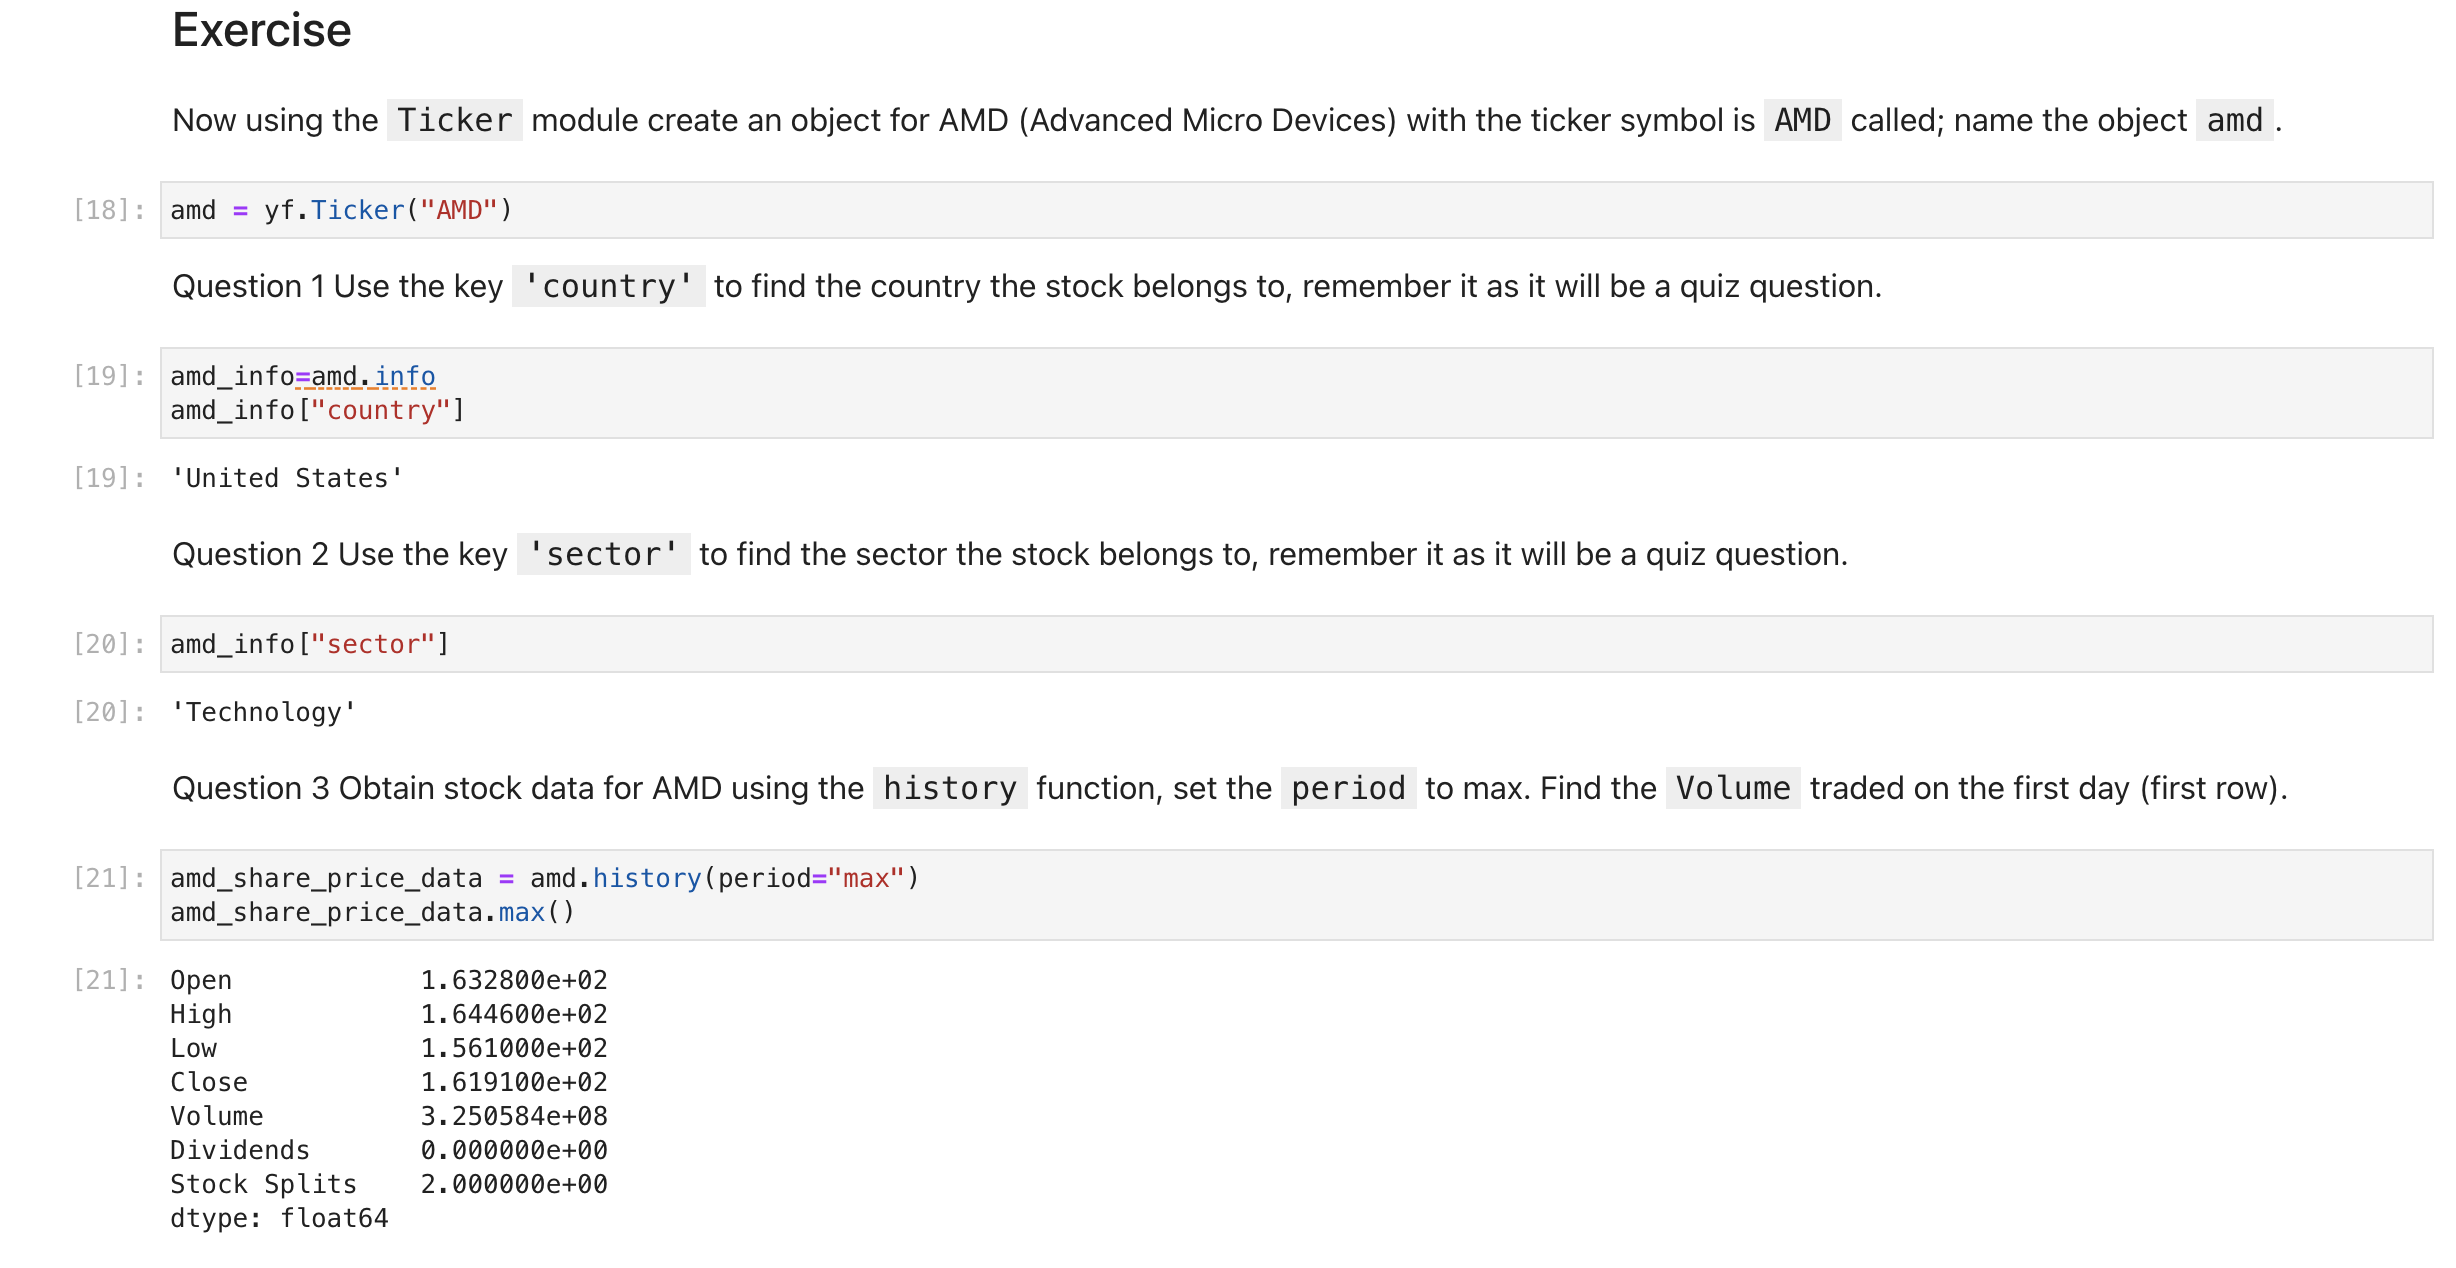 Exercise
Now using the Ticker module create an object for AMD (Advanced Micro Devices) with the ticker symbol is AMD called; name the object amd .
[18]: amd = yf.Ticker("AMD")
Question 1 Use the key 'country' to find the country the stock belongs to, remember it as it will be a quiz question.
[19]: amd_info=amd.info
amd_info["country"]
[19]: 'United States'
Question 2 Use the key 'sector' to find the sector the stock belongs to, remember it as it will be a quiz question.
[20]: amd_info["sector"]
[20]: 'Technology'
Question 3 Obtain stock data for AMD using the history function, set the period to max. Find the Volume traded on the first day (first row).
[21]: amd_share_price_data = amd.history(period="max")
amd_share_price_data.max()
[21]: Open 1.632800e+02
High 1.644600e+02
Low 1.561000e+02
Close 1.619100e+02
Volume 3.250584e+08
Dividends 0.000000e+00
Stock Splits 2.000000e+00
dtype: float64